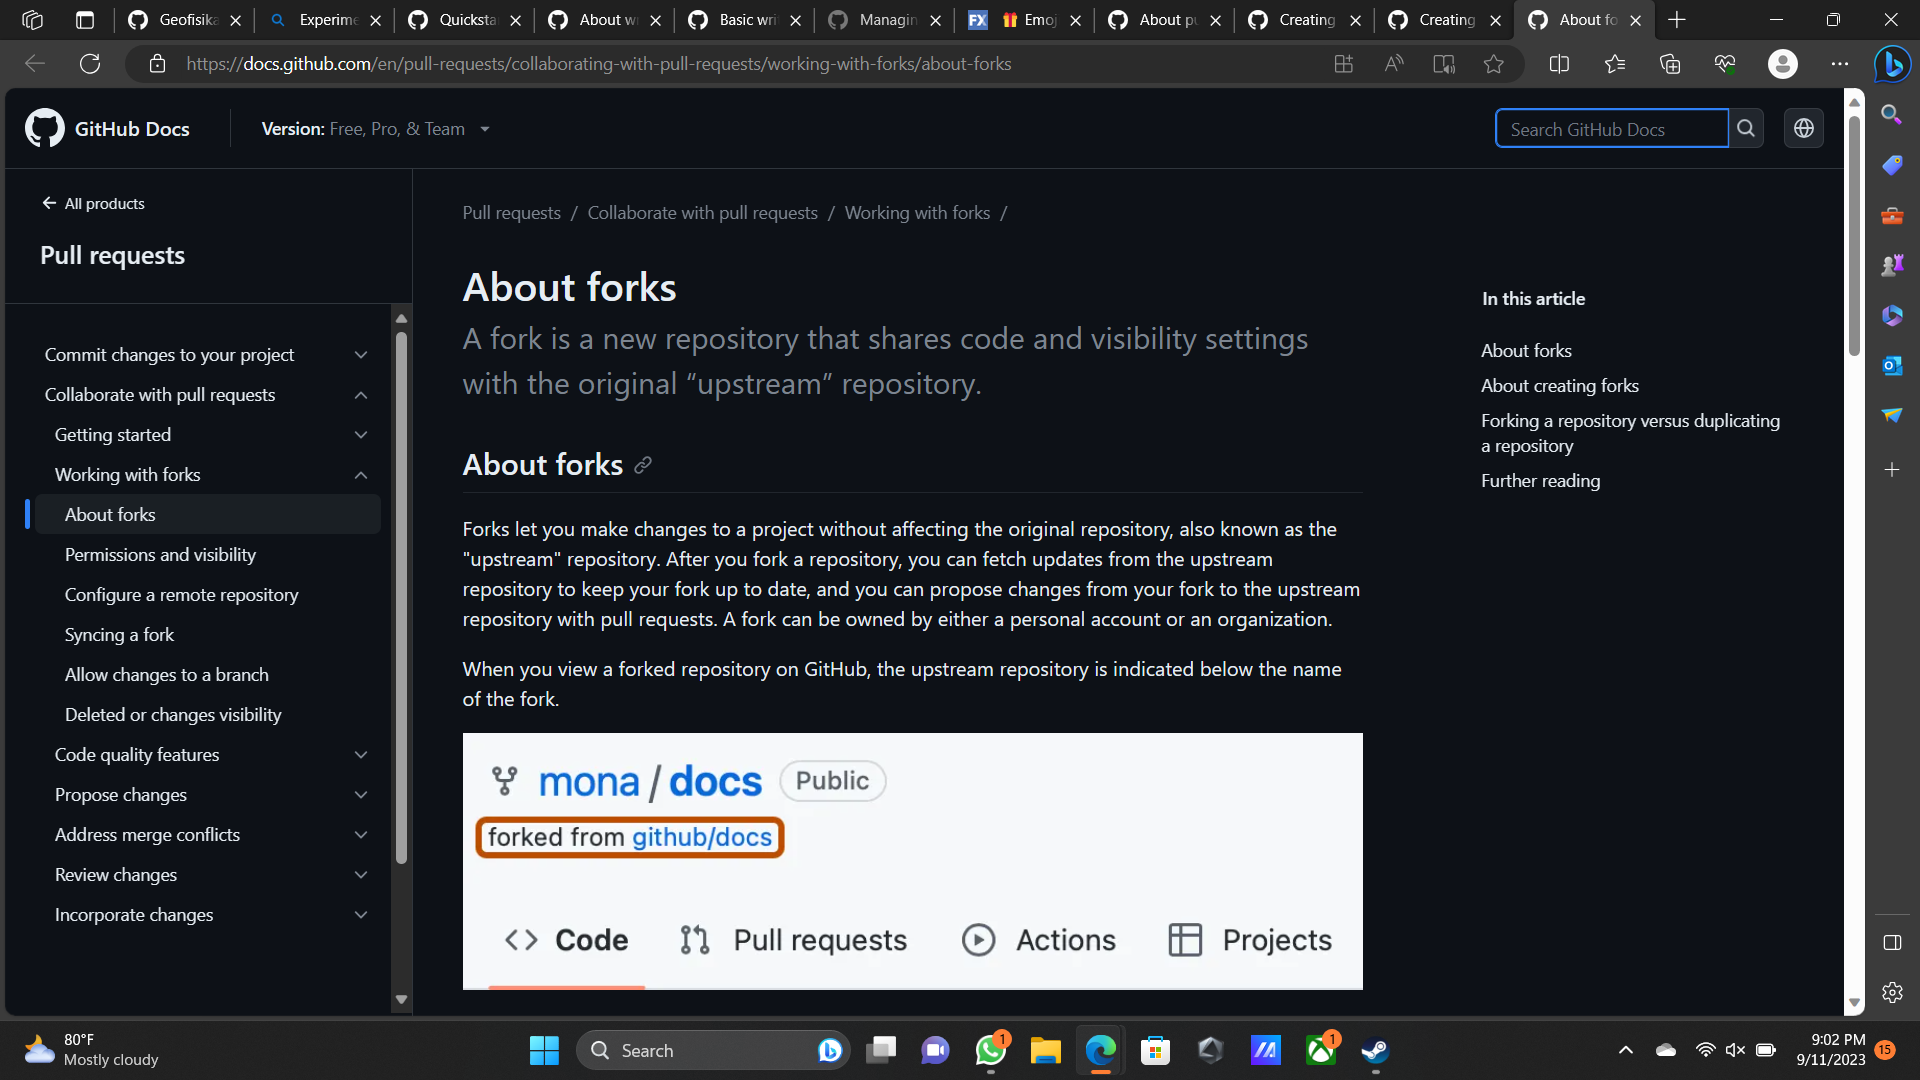 Geofisika
Experime
Quicksta
About w
Basic wri
Managin
FX
Emoj
About pu
Creating
Creating
About fo
https://docs.github.com/en/pull-requests/collaborating-with-pull-requests/working-with-forks/about-forks
GitHub Docs
Version: Free, Pro, & Team
Search GitHub Docs
All products
Pull requests
Commit changes to your project
Collaborate with pull requests
Getting started
Working with forks
About forks
Permissions and visibility
Configure a remote repository
Syncing a fork
Allow changes to a branch
Deleted or changes visibility
Code quality features
Propose changes
Address merge conflicts
Review changes
Incorporate changes
Pull requests / Collaborate with pull requests / Working with forks /
About forks
A fork is a new repository that shares code and visibility settings
with the original “upstream” repository.
About forks
Forks let you make changes to a project without affecting the original repository, also known as the
"upstream" repository. After you fork a repository, you can fetch updates from the upstream
repository to keep your fork up to date, and you can propose changes from your fork to the upstream
repository with pull requests. A fork can be owned by either a personal account or an organization.
When you view a forked repository on GitHub, the upstream repository is indicated below the name
of the fork.
mona / docs Public
forked from github/docs
Code Pull requests Actions Projects
In this article
About forks
About creating forks
Forking a repository versus duplicating
a repository
Further reading
80°F
Mostly cloudy
Search
1
1
9:02 PM
9/11/2023
15